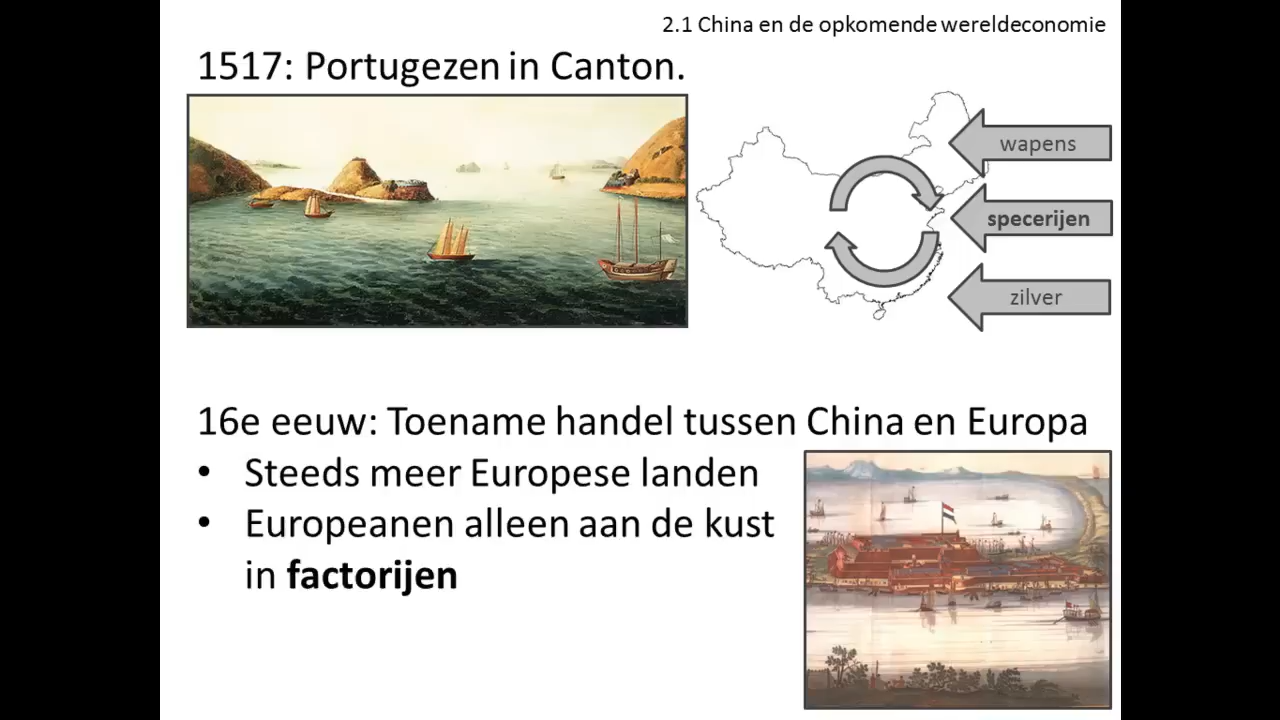 2.1 China en de opkomende wereldeconomie
1517: Portugezen in Canton.
wapens
specerijen
zilver
16e eeuw: Toename handel tussen China en Europa
• Steeds meer Europese landen
• Europeanen alleen aan de kust
in factorijen